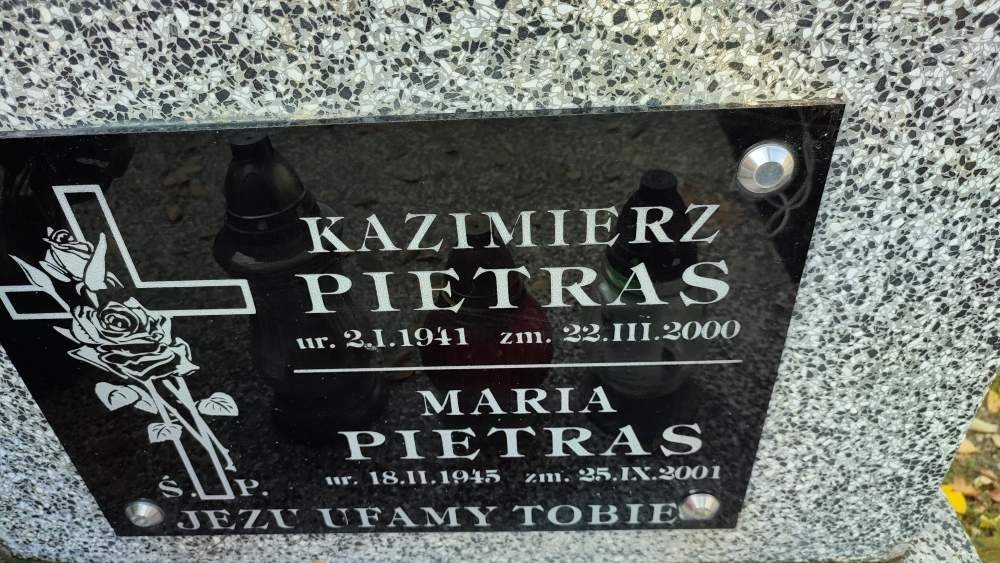 KAZIMIERZ
PIETRAS
ur. 2.I.1941 zm. 22.III.2000
MARIA
PIETRAS
ur. 18.II.1945 zm. 25.IX.2001
Ś. P.
JEZU UFAMY TOBIE